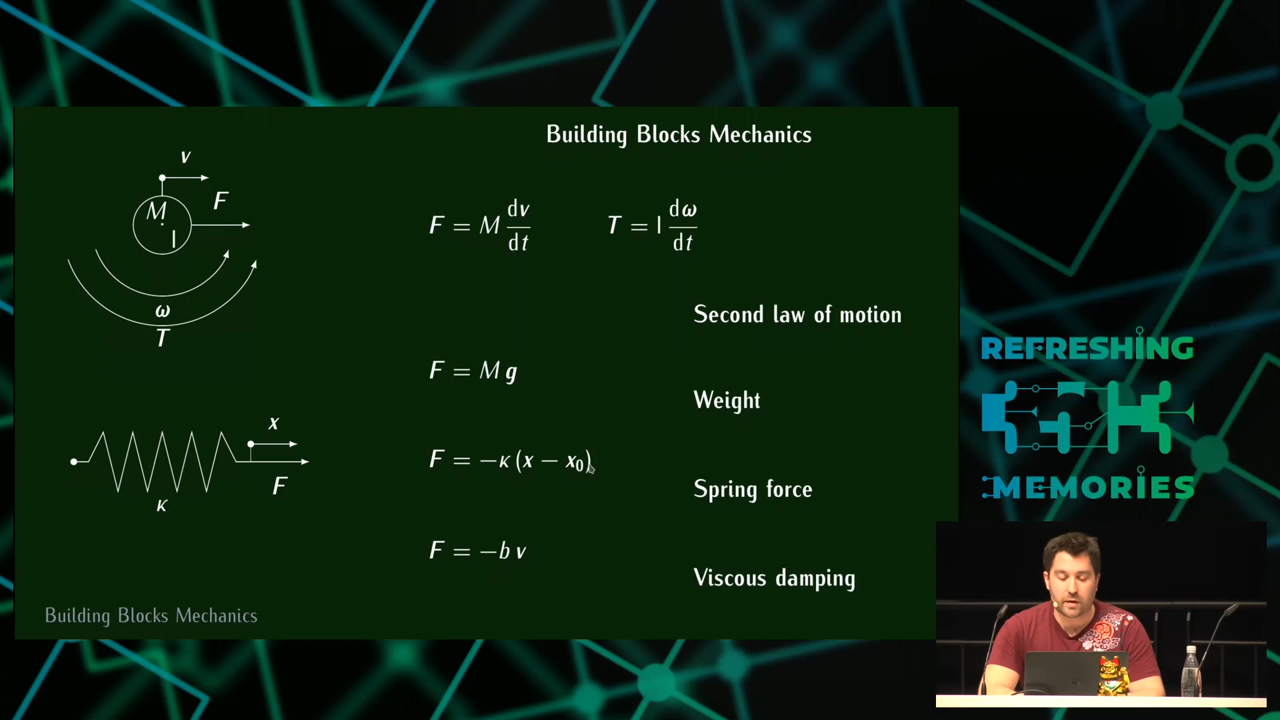 Building Blocks Mechanics
v
M
F
I
ω
T
F = M dv/dt
T = I dω/dt
Second law of motion
F = M g
Weight
x
F
κ
F = −κ (x − x₀)
Spring force
F = −b v
Viscous damping
Building Blocks Mechanics
REFRESHING
MEMORIES